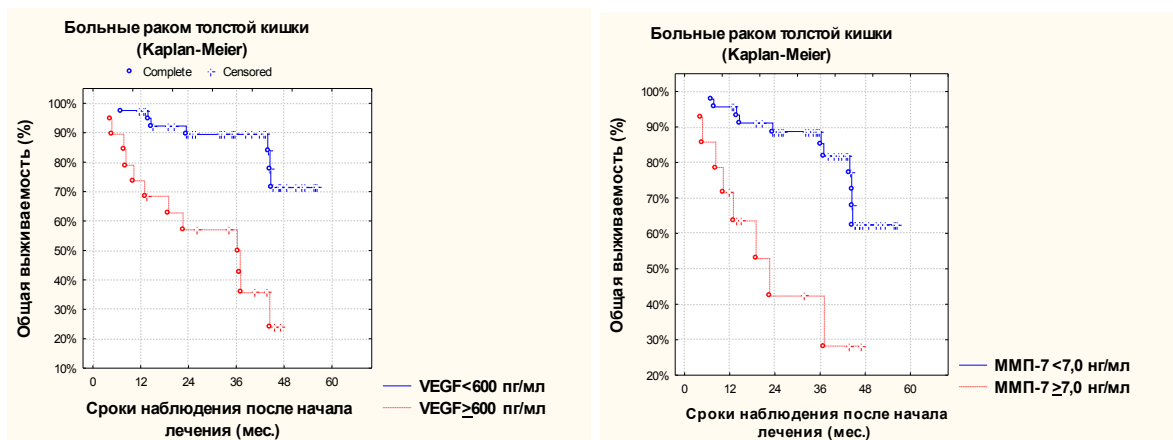 Больные раком толстой кишки
(Kaplan-Meier)
Complete Censored
100%
90%
80%
70%
60%
50%
40%
30%
20%
10%
0 12 24 36 48 60
Общая выживаемость (%)
Сроки наблюдения после начала
лечения (мес.)
VEGF<600 пг/мл
VEGF≥600 пг/мл
Больные раком толстой кишки
(Kaplan-Meier)
100%
90%
80%
70%
60%
50%
40%
30%
20%
0 12 24 36 48 60
Общая выживаемость (%)
Сроки наблюдения после начала
лечения (мес.)
ММП-7 <7,0 нг/мл
ММП-7 ≥7,0 нг/мл